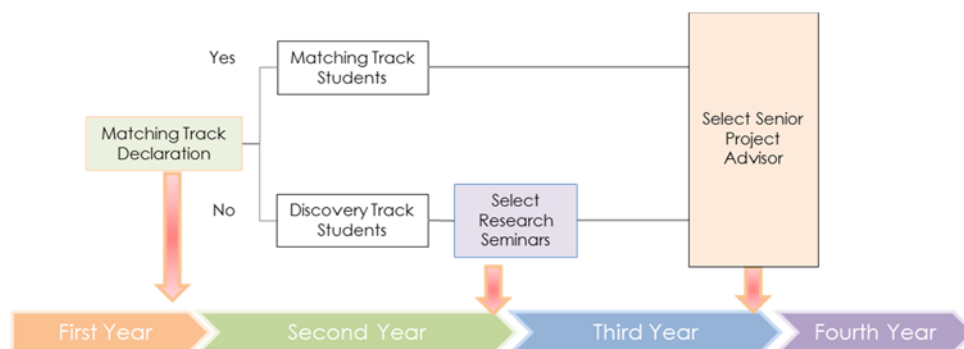 Yes
Matching Track
Students
Matching Track
Declaration
Select Senior
Project
Advisor
No
Discovery Track
Students
Select
Research
Seminars
First Year
Second Year
Third Year
Fourth Year